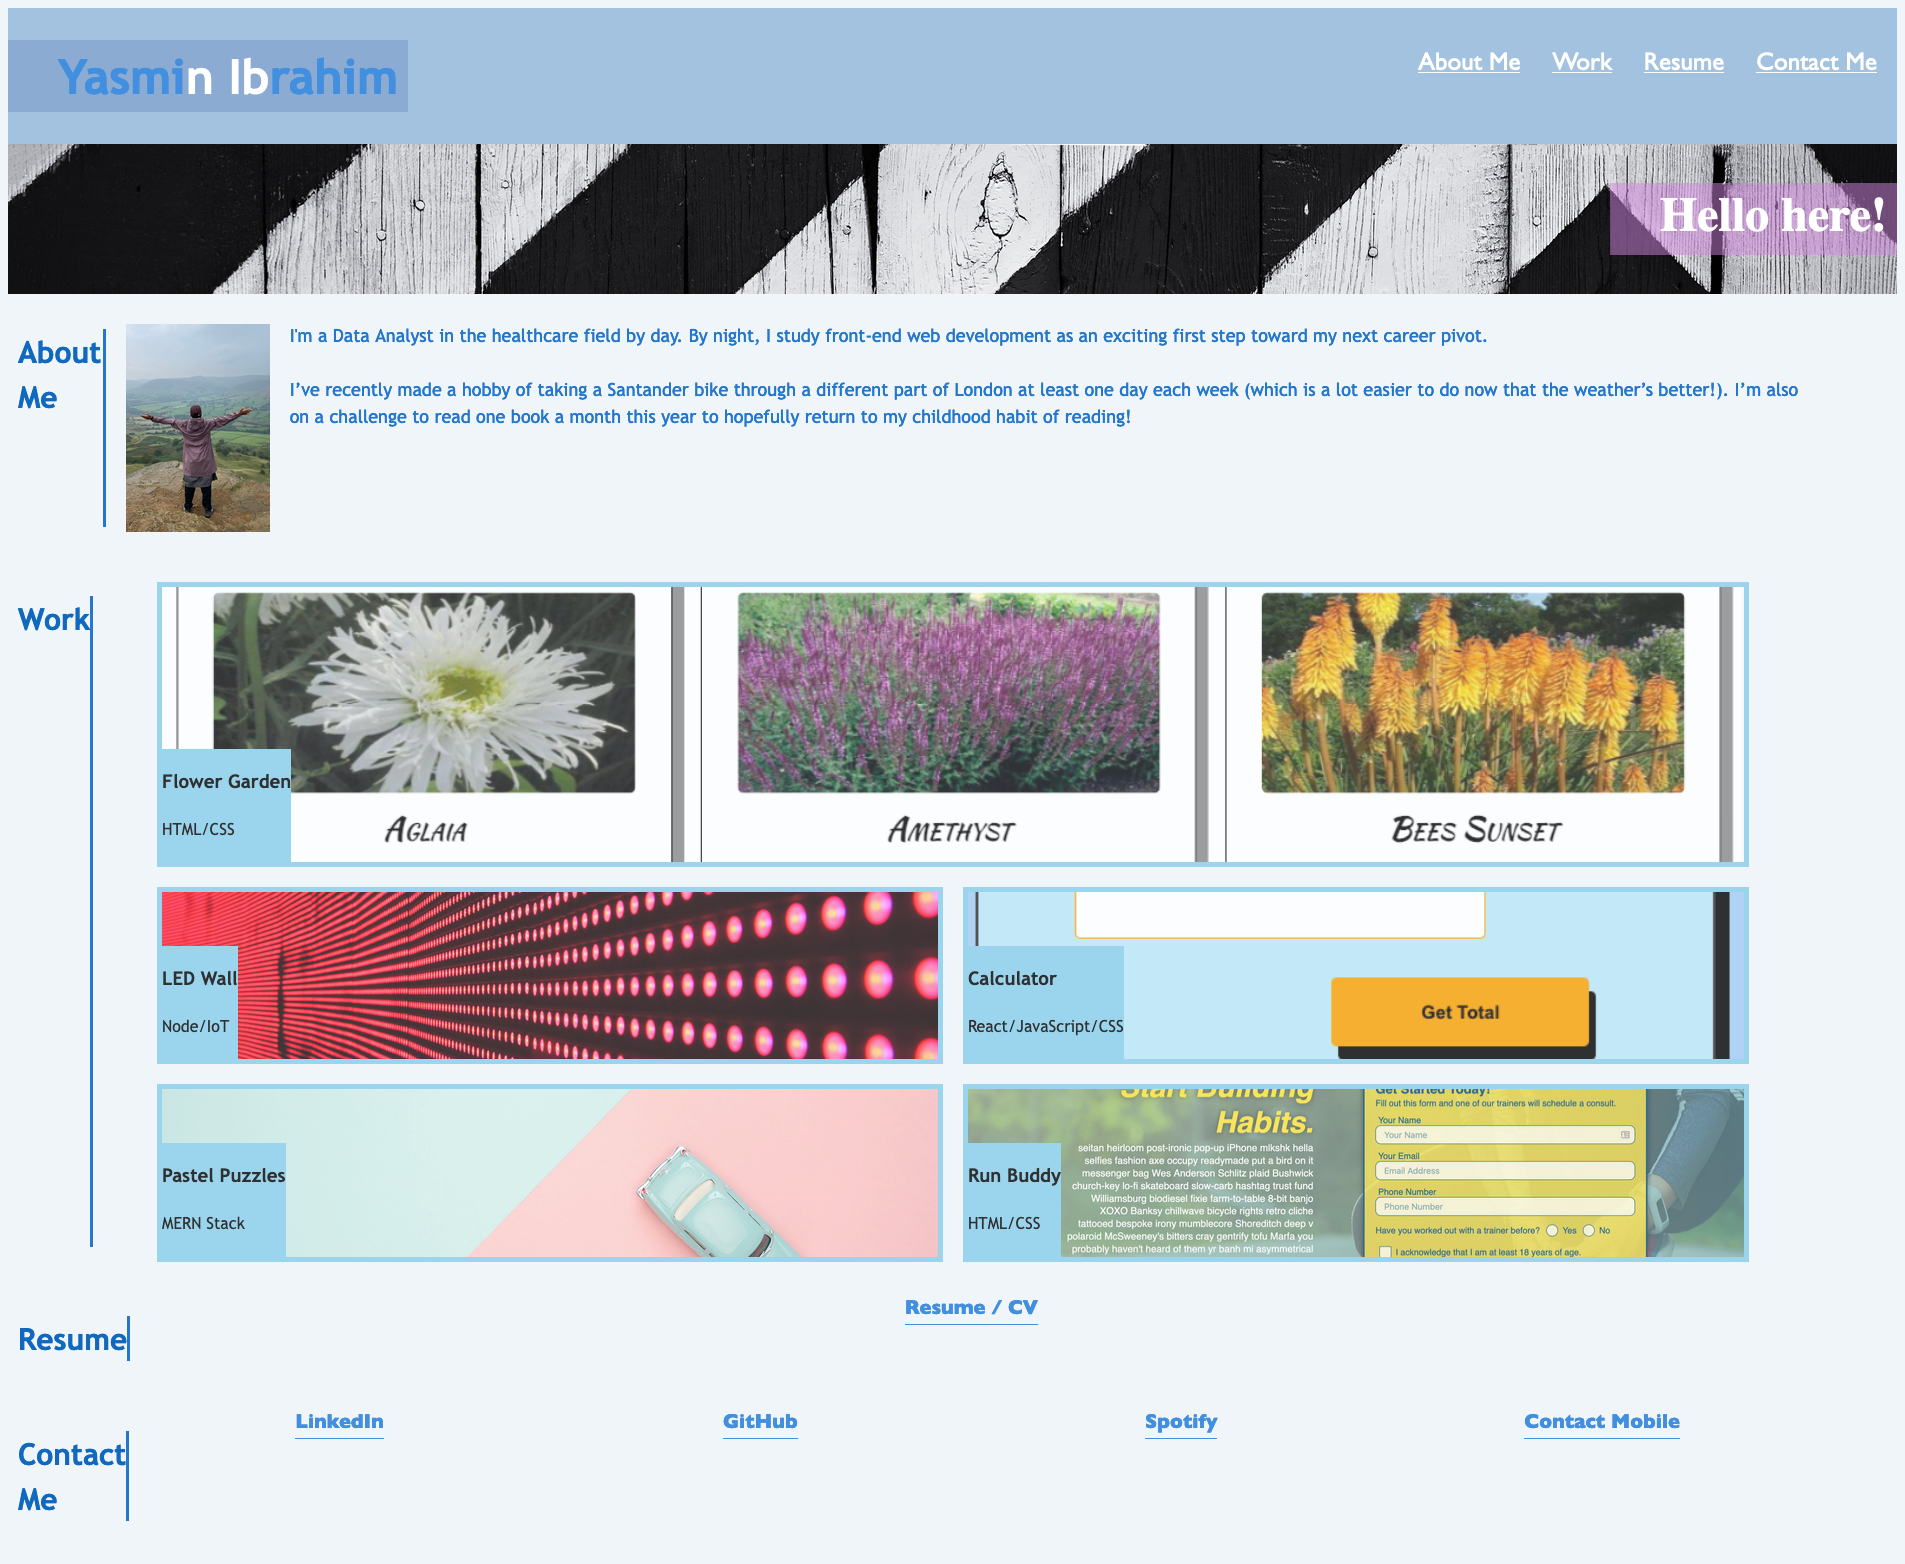 Yasmin Ibrahim
About Me Work Resume Contact Me
Hello here!
About
Me
I'm a Data Analyst in the healthcare field by day. By night, I study front-end web development as an exciting first step toward my next career pivot.
I’ve recently made a hobby of taking a Santander bike through a different part of London at least one day each week (which is a lot easier to do now that the weather’s better!). I’m also
on a challenge to read one book a month this year to hopefully return to my childhood habit of reading!
Work
Flower Garden
HTML/CSS
Aglaia
Amethyst
Bees Sunset
LED Wall
Node/IoT
Calculator
React/JavaScript/CSS
Get Total
Pastel Puzzles
MERN Stack
Run Buddy
HTML/CSS
Start Building
Habits.
seitan heirloom post-ironic pop-up iPhone mlkshk hella
selfies fashion axe occupy readymade put a bird on it
messenger bag Wes Anderson Schlitz plaid Bushwick
church-key lo-fi skateboard slow-carb hashtag trust fund
Williamsburg biodiesel fixie farm-to-table 8-bit banjo
XOXO Banksy chillwave bicycle rights retro cliche
tattooed bespoke irony mumblecore Shoreditch deep v
polaroid McSweeney's bitters cray gentrify tofu Marfa you
probably haven't heard of them yr banh mi asymmetrical
Get Started Today!
Fill out this form and one of our trainers will schedule a consult.
Your Name
Your Name
Your Email
Email Address
Phone Number
Phone Number
Have you worked out with a trainer before? Yes No
I acknowledge that I am at least 18 years of age.
Resume
Resume / CV
Contact
Me
LinkedIn
GitHub
Spotify
Contact Mobile